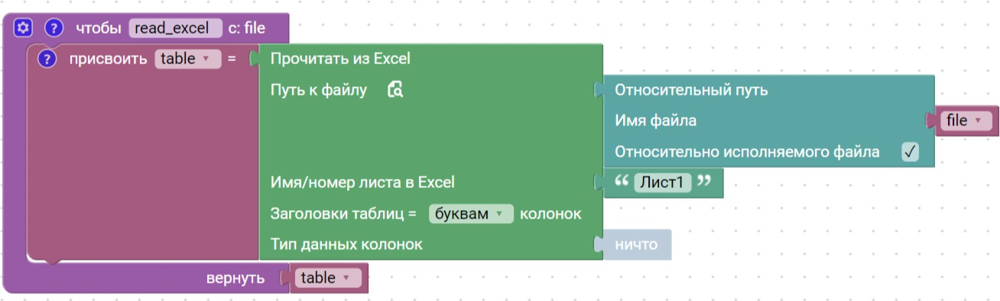 ? чтобы read_excel с: file
? присвоить table = Прочитать из Excel
Путь к файлу Относительный путь
Имя файла file
Относительно исполняемого файла ✓
Имя/номер листа в Excel “ Лист1 ”
Заголовки таблиц = буквам колонок
Тип данных колонок ничто
вернуть table